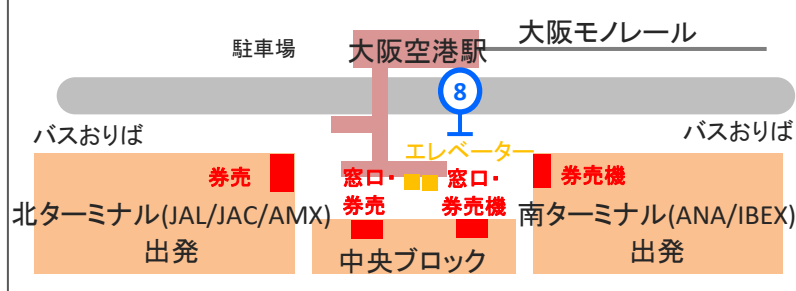 大阪モノレール
駐車場
大阪空港駅
8
バスおりば
バスおりば
エレベーター
券売
窓口・
券売
窓口・
券売機
券売機
北ターミナル(JAL/JAC/AMX)
出発
中央ブロック
南ターミナル(ANA/IBEX)
出発